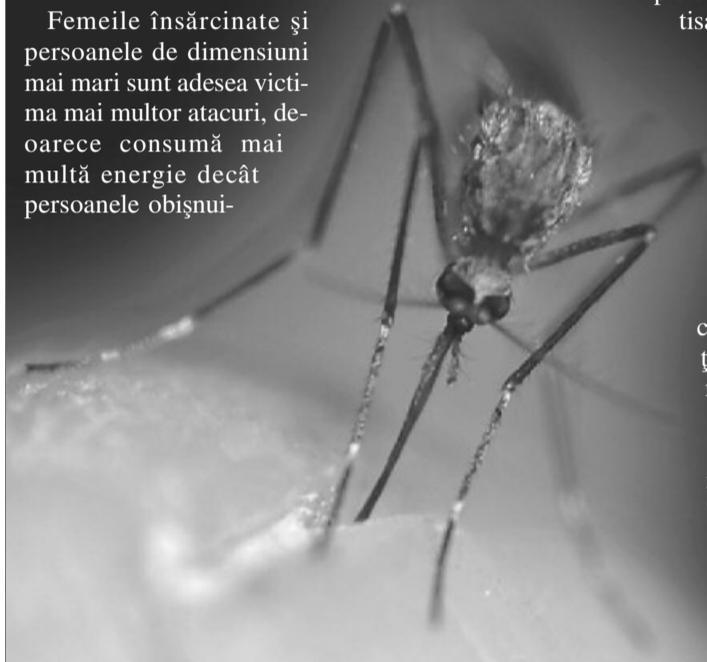 Femeile însărcinate şi
persoanele de dimensiuni
mai mari sunt adesea victi-
ma mai multor atacuri, de-
oarece consumă mai
multă energie decât
persoanele obişnui-
tisa
c
ţ